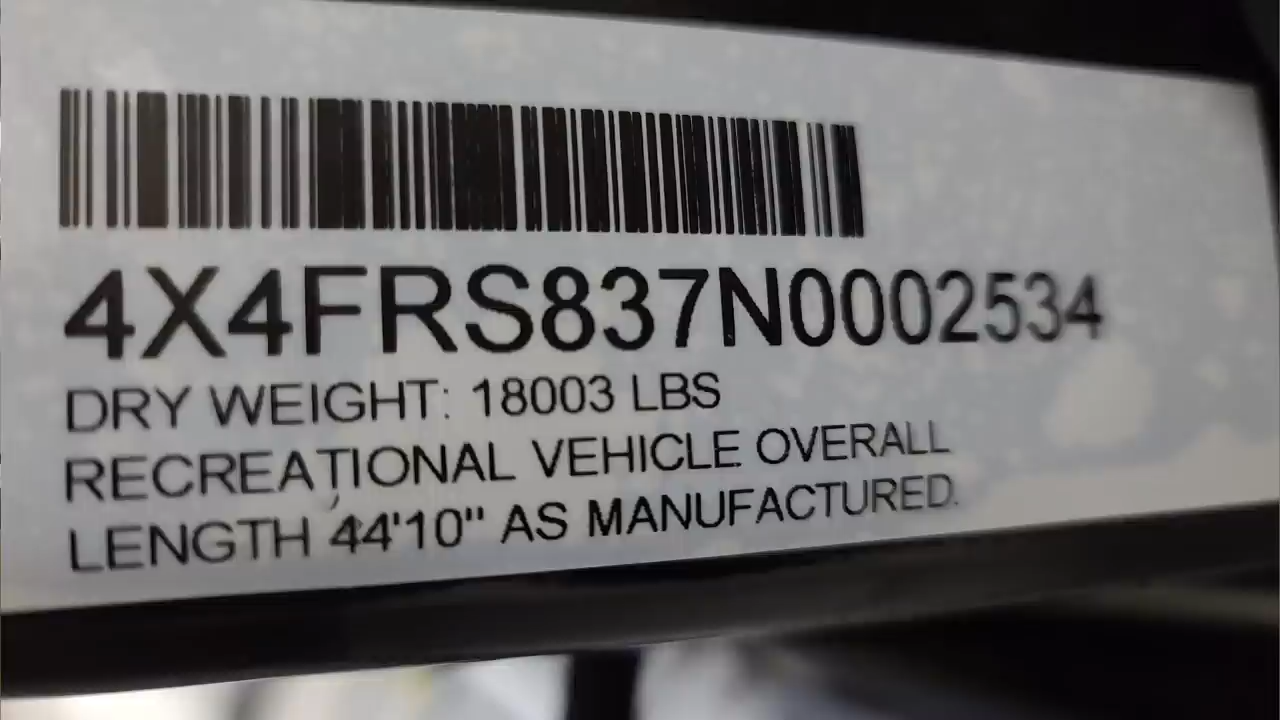 4X4FRS837N0002534
DRY WEIGHT: 18003 LBS
RECREATIONAL VEHICLE OVERALL
LENGTH 44'10" AS MANUFACTURED.